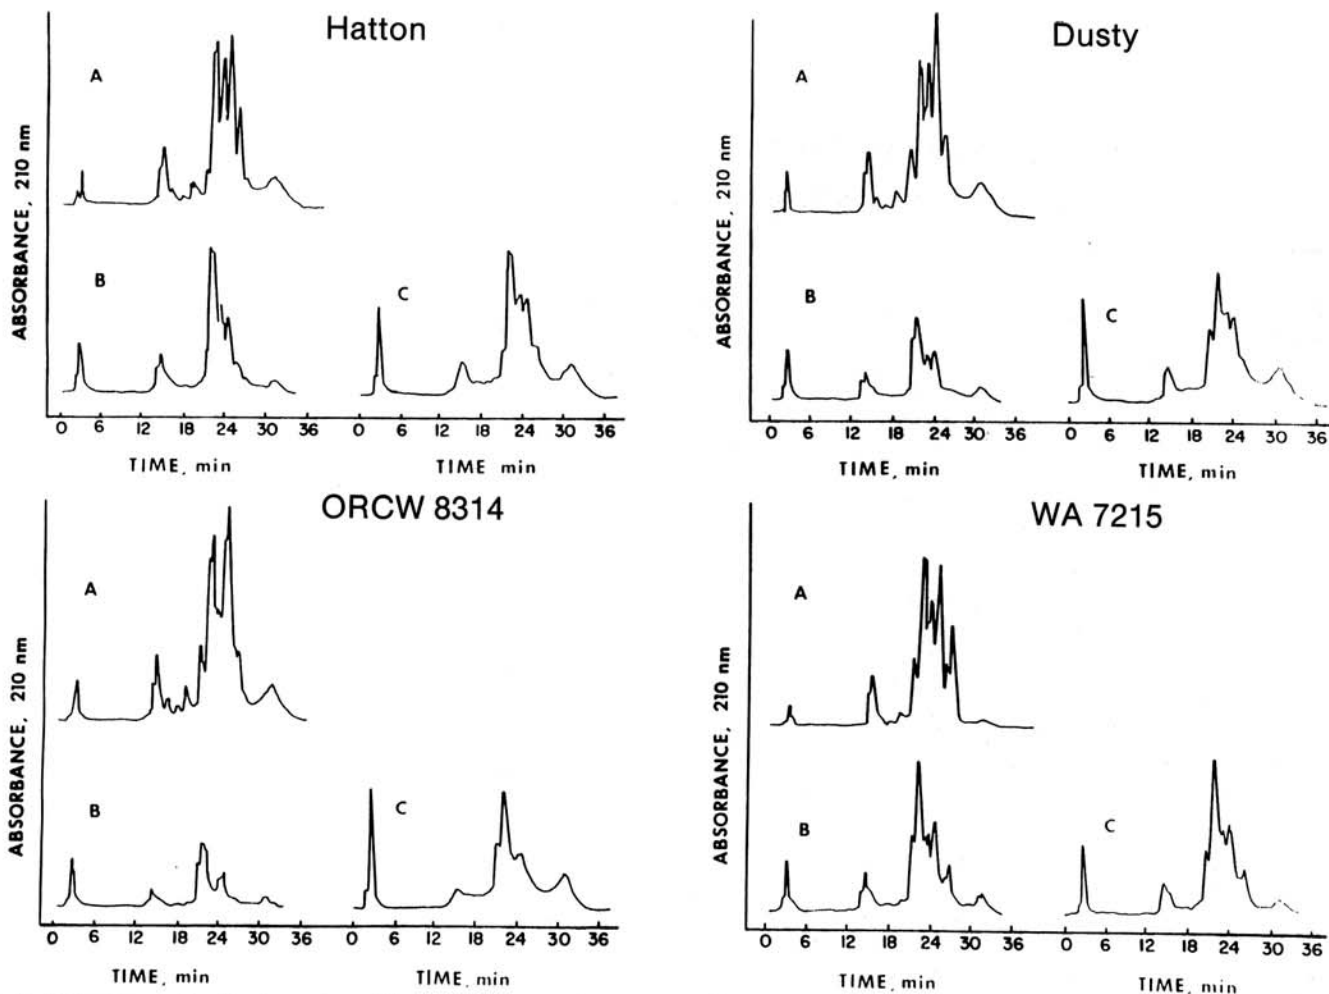 Hatton
A
B
C
ABSORBANCE, 210 nm
0 6 12 18 24 30 36 0 6 12 18 24 30 36
TIME, min TIME min
Dusty
A
B
C
ABSORBANCE, 210 nm
0 6 12 18 24 30 36 0 6 12 18 24 30 36
TIME, min TIME, min
ORCW 8314
A
B
C
ABSORBANCE, 210 nm
0 6 12 18 24 30 36 0 6 12 18 24 30 36
TIME, min TIME, min
WA 7215
A
B
C
ABSORBANCE, 210 nm
0 6 12 18 24 30 36 0 6 12 18 24 30 36
TIME, min TIME, min